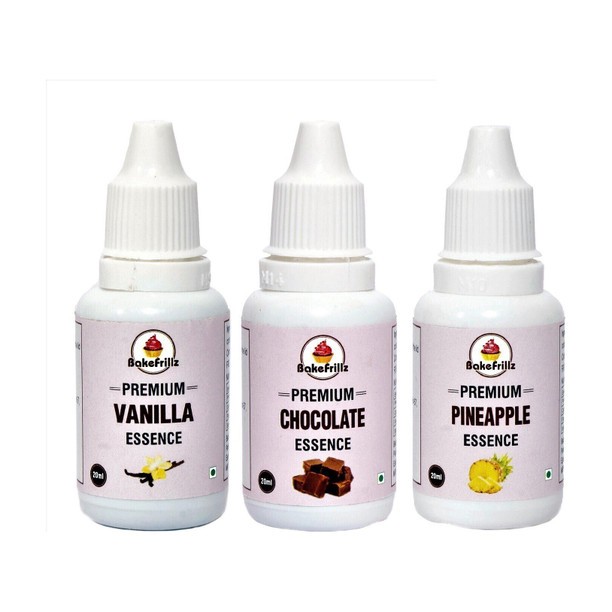 BakeFrillz
PREMIUM
VANILLA
ESSENCE
20ml
BakeFrillz
PREMIUM
CHOCOLATE
ESSENCE
20ml
BakeFrillz
PREMIUM
PINEAPPLE
ESSENCE
20ml